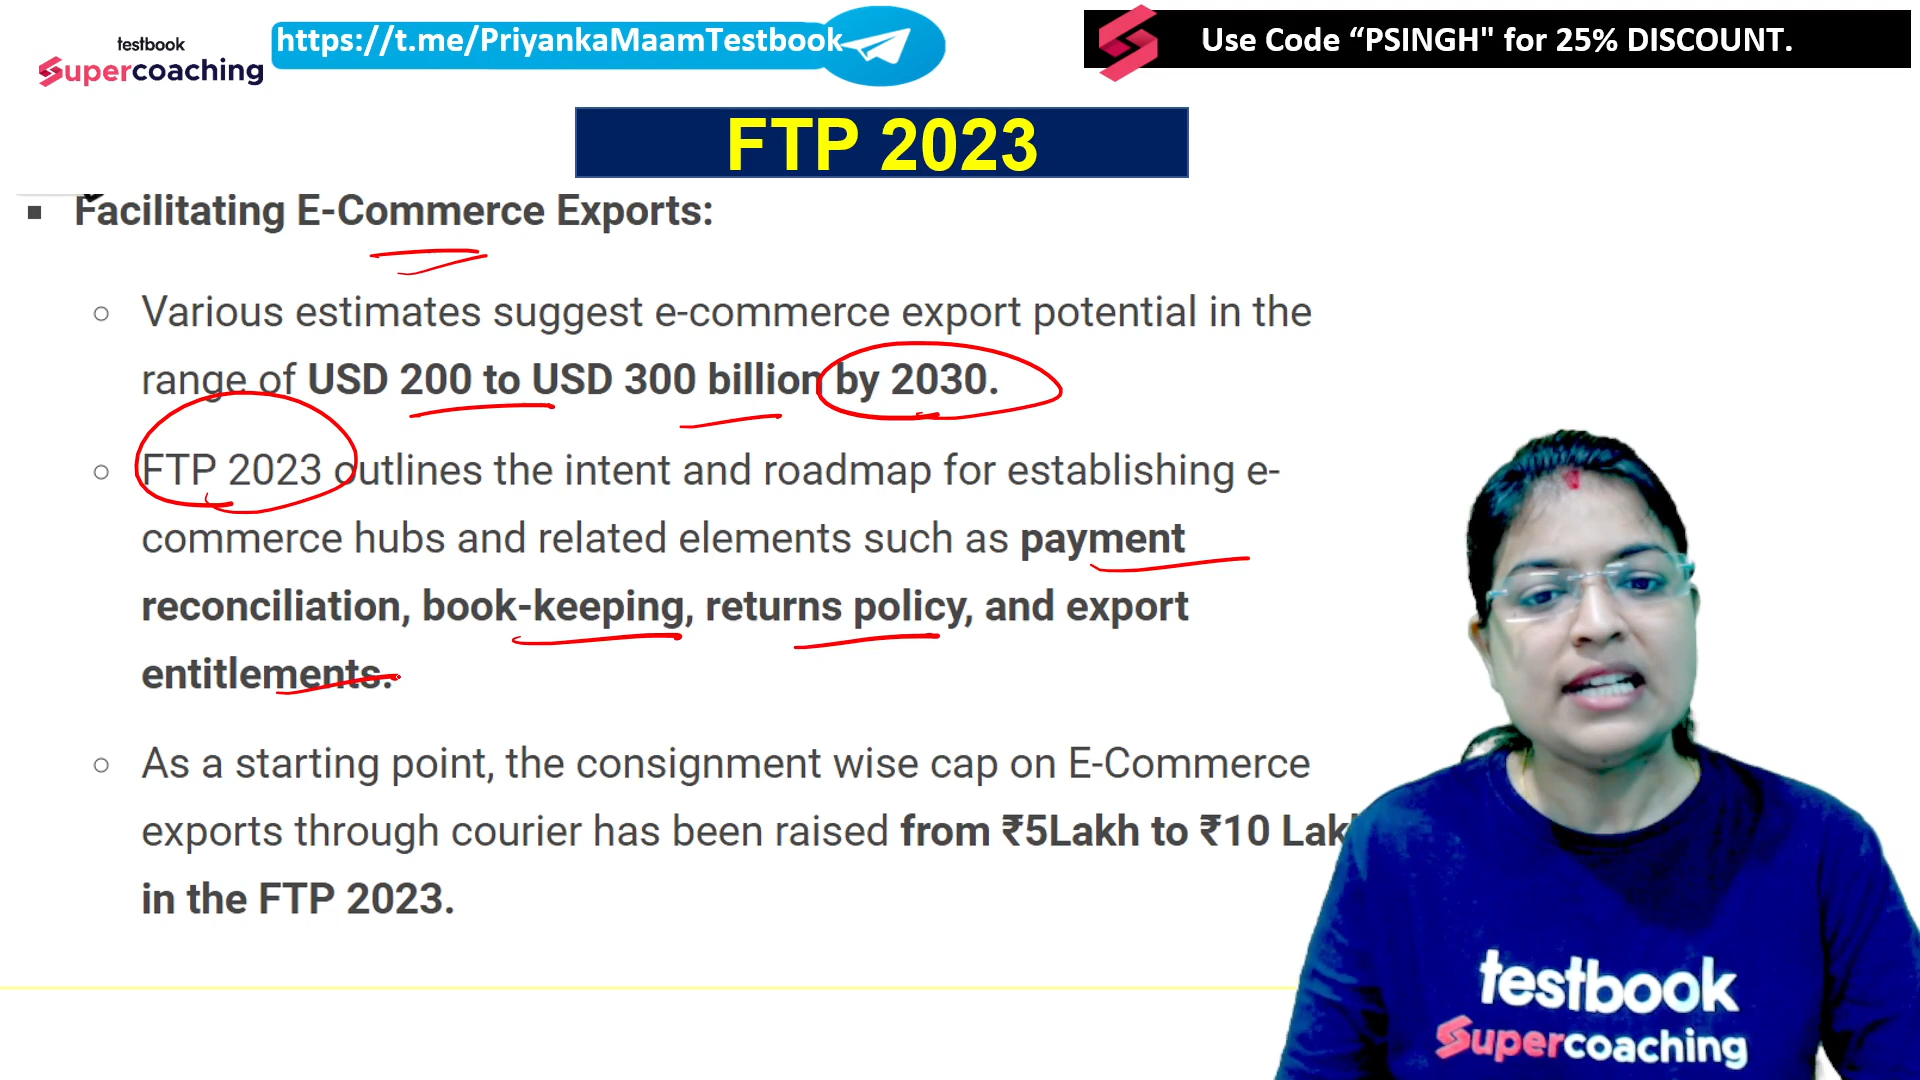 testbook
Supercoaching
https://t.me/PriyankaMaamTestbook
Use Code “PSINGH" for 25% DISCOUNT.
FTP 2023
▪ Facilitating E-Commerce Exports:
○ Various estimates suggest e-commerce export potential in the
range of USD 200 to USD 300 billion by 2030.
○ FTP 2023 outlines the intent and roadmap for establishing e-
commerce hubs and related elements such as payment
reconciliation, book-keeping, returns policy, and export
entitlements.
○ As a starting point, the consignment wise cap on E-Commerce
exports through courier has been raised from ₹5Lakh to ₹10
in the FTP 2023.
testbook
Supercoaching